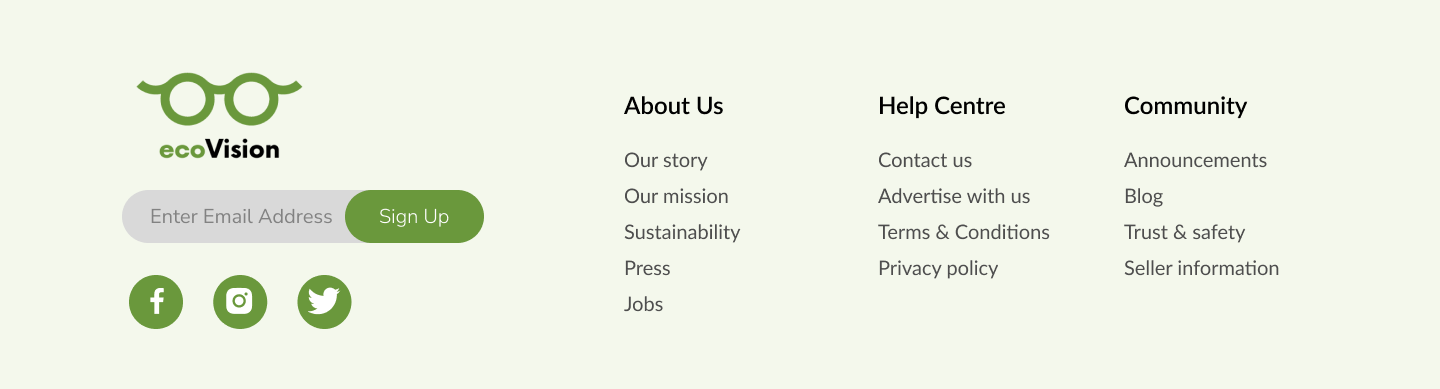 ecoVision
Enter Email Address
Sign Up
About Us
Our story
Our mission
Sustainability
Press
Jobs
Help Centre
Contact us
Advertise with us
Terms & Conditions
Privacy policy
Community
Announcements
Blog
Trust & safety
Seller information